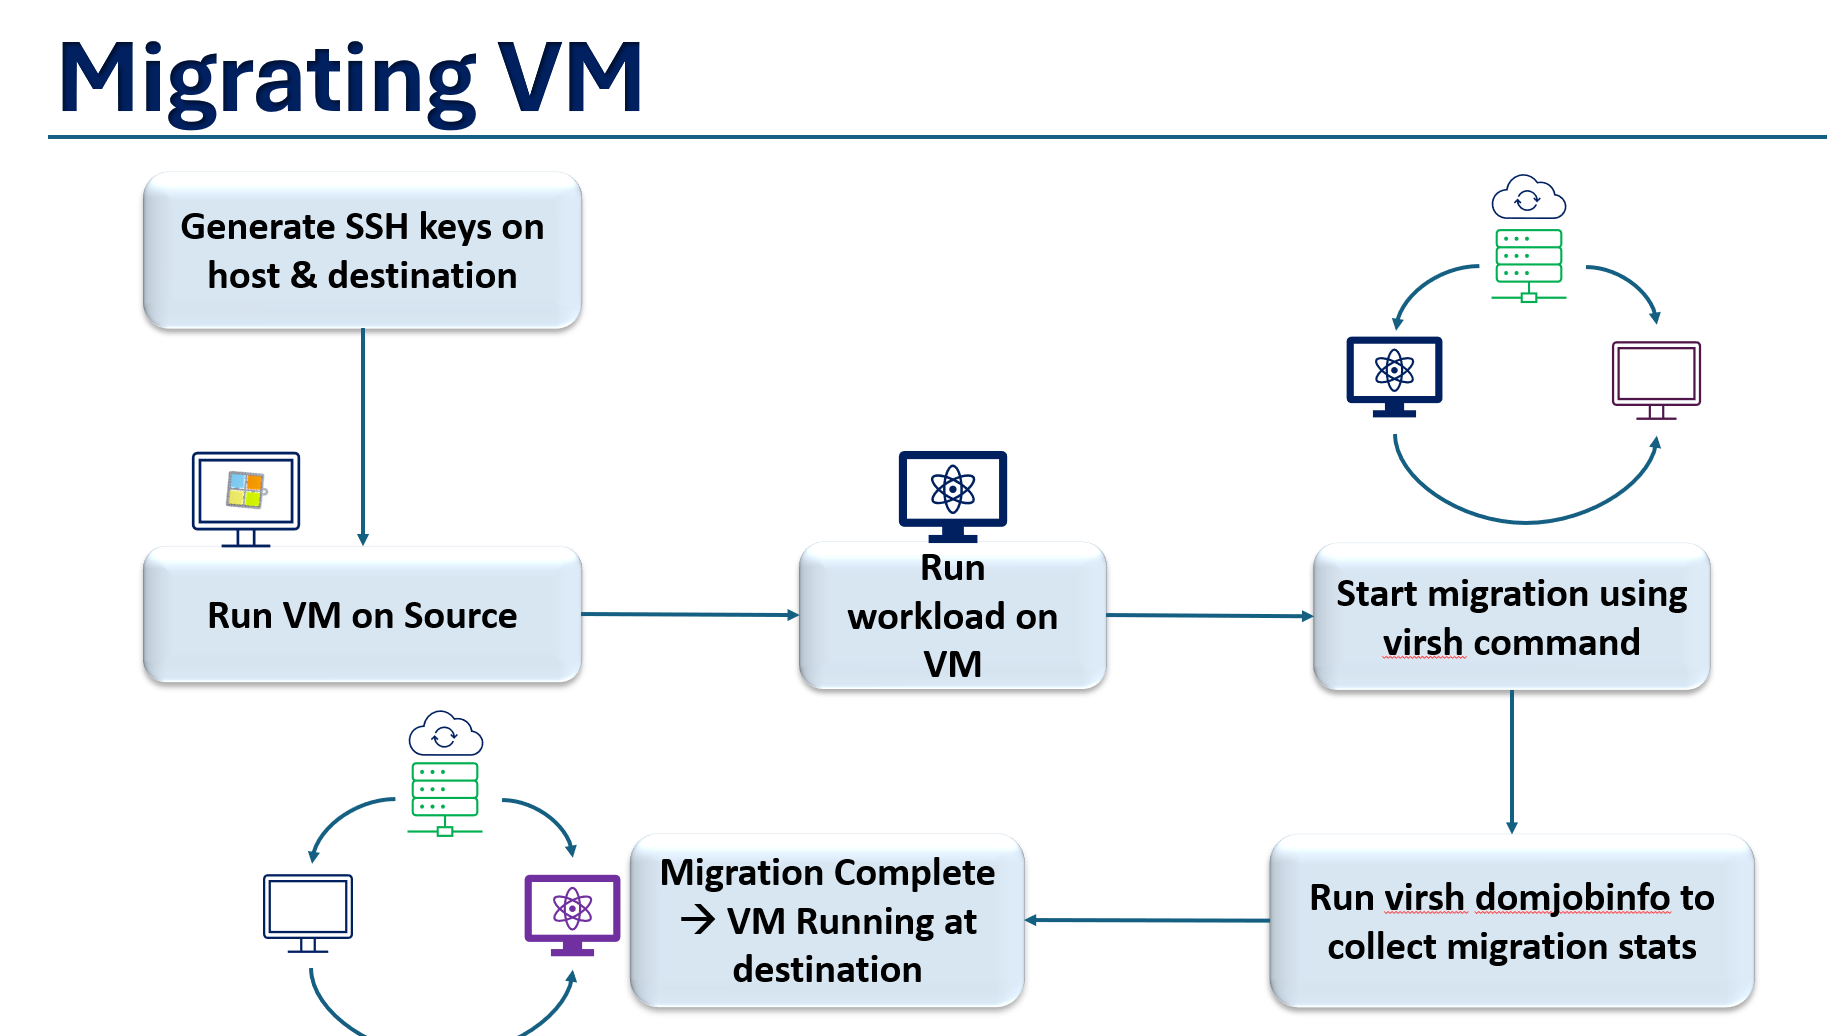 Migrating VM
Generate SSH keys on
host & destination
Run VM on Source
Run
workload on
VM
Start migration using
virsh command
Run virsh domjobinfo to
collect migration stats
Migration Complete
→ VM Running at
destination